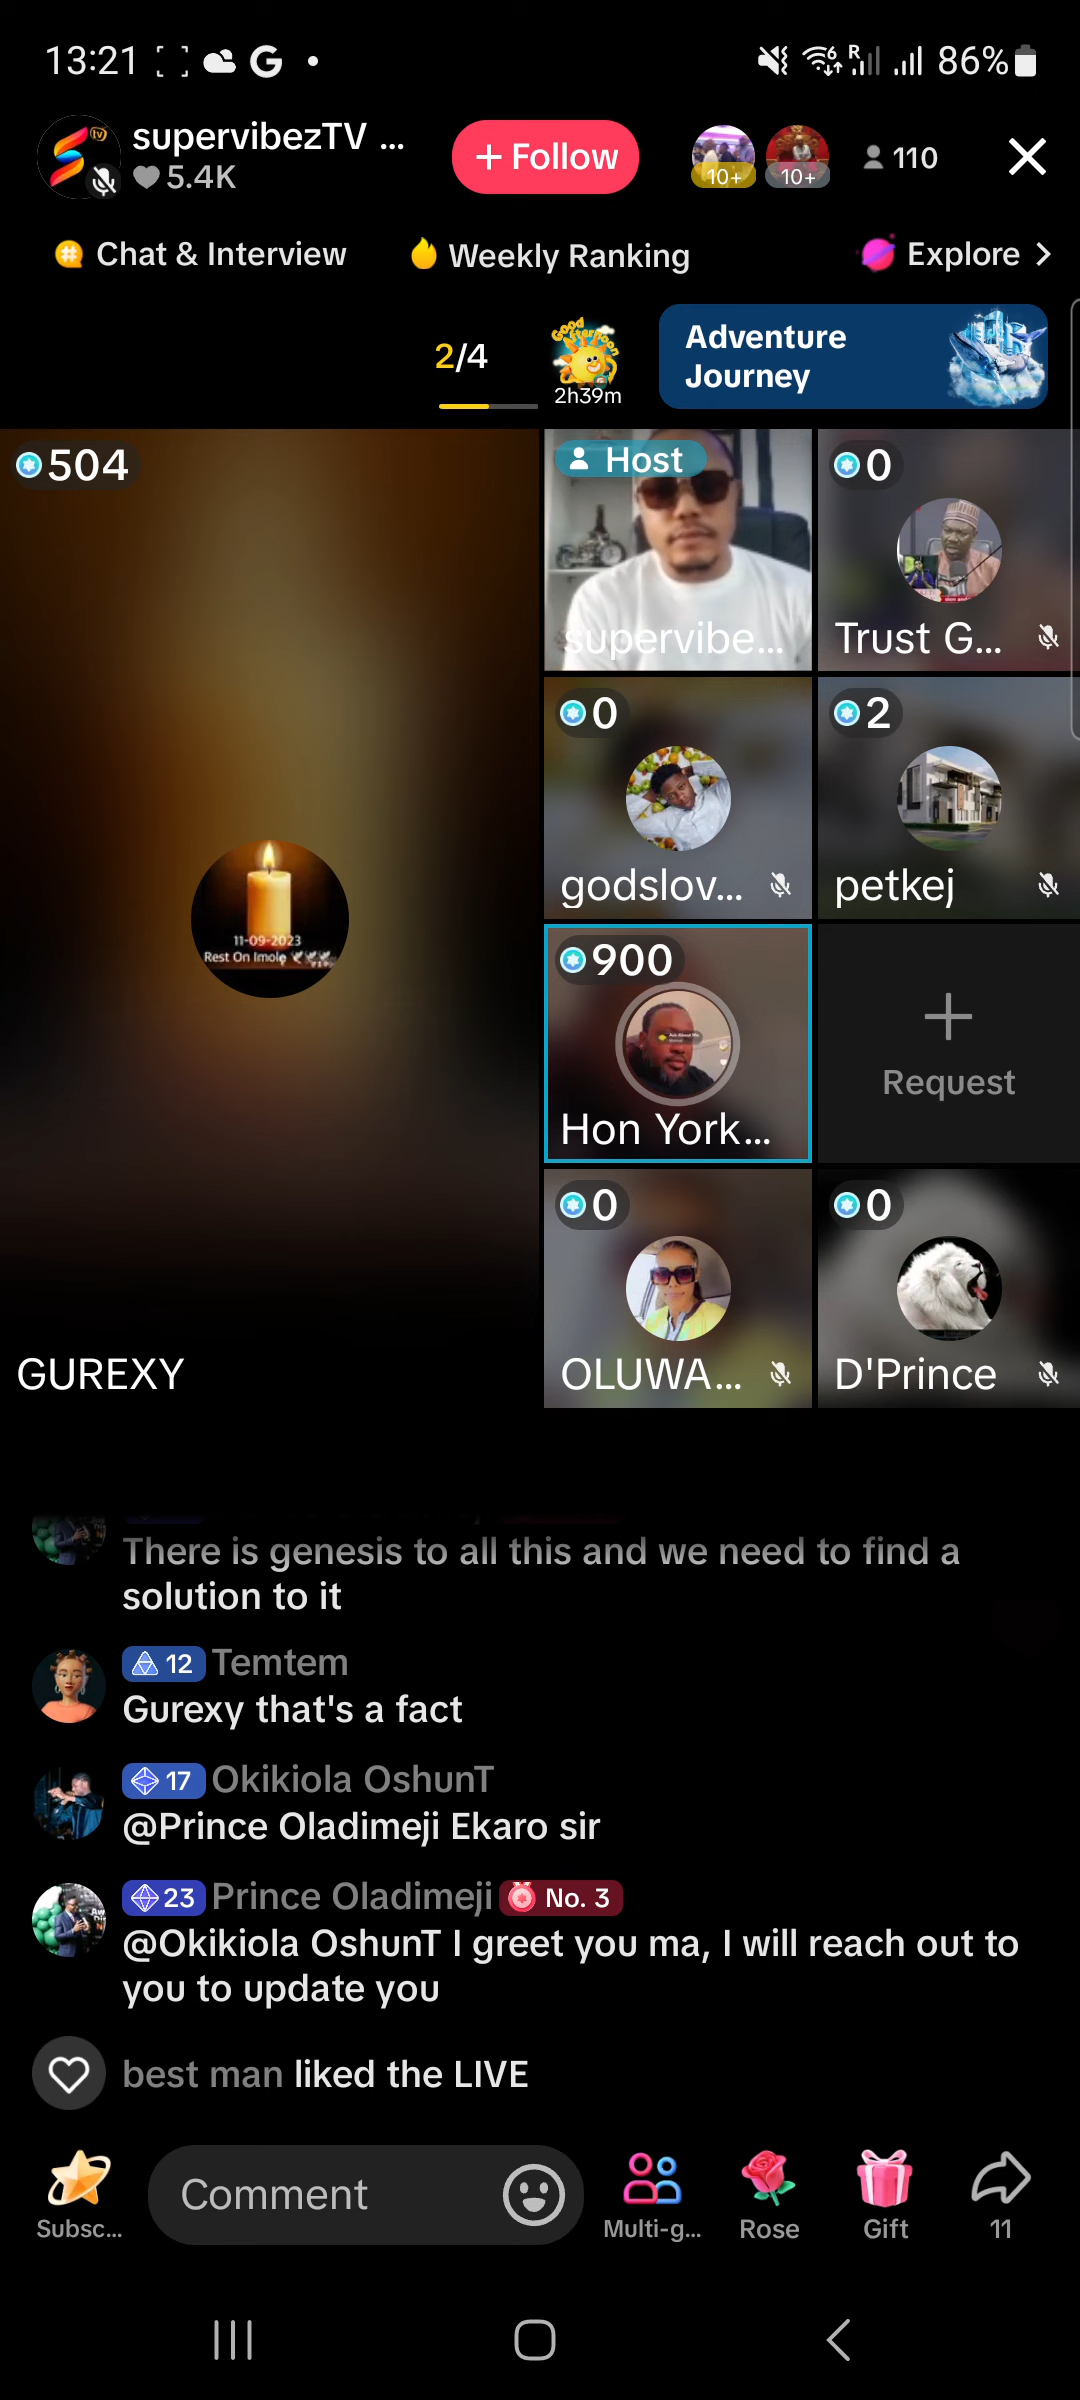 13:21
G
R
86%
supervibezTV ...
5.4K
+ Follow
10+
10+
110
Chat & Interview
Weekly Ranking
Explore
2/4
Good Afternoon
2h39m
Adventure
Journey
504
11-09-2023
Rest On Imole
GUREXY
Host
supervibe...
0
Trust G...
0
godslov...
2
petkej
900
Hon York...
Request
0
OLUWA...
0
D'Prince
There is genesis to all this and we need to find a
solution to it
12 Temtem
Gurexy that's a fact
17 Okikiola OshunT
@Prince Oladimeji Ekaro sir
23 Prince Oladimeji No. 3
@Okikiola OshunT I greet you ma, I will reach out to
you to update you
best man liked the LIVE
Subsc...
Comment
Multi-g...
Rose
Gift
11